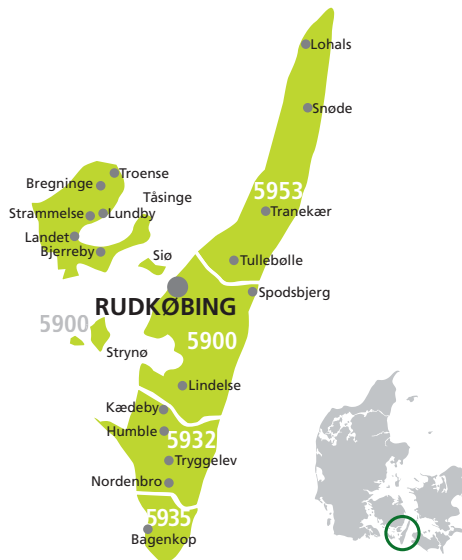 Lohals
Snøde
Troense
Bregninge
5953
Tåsinge
Strammelse
Lundby
Tranekær
Landet
Bjerreby
Siø
Tullebølle
Spodsbjerg
RUDKØBING
5900
5900
Strynø
Lindelse
Kædeby
Humble
5932
Tryggelev
Nordenbro
5935
Bagenkop